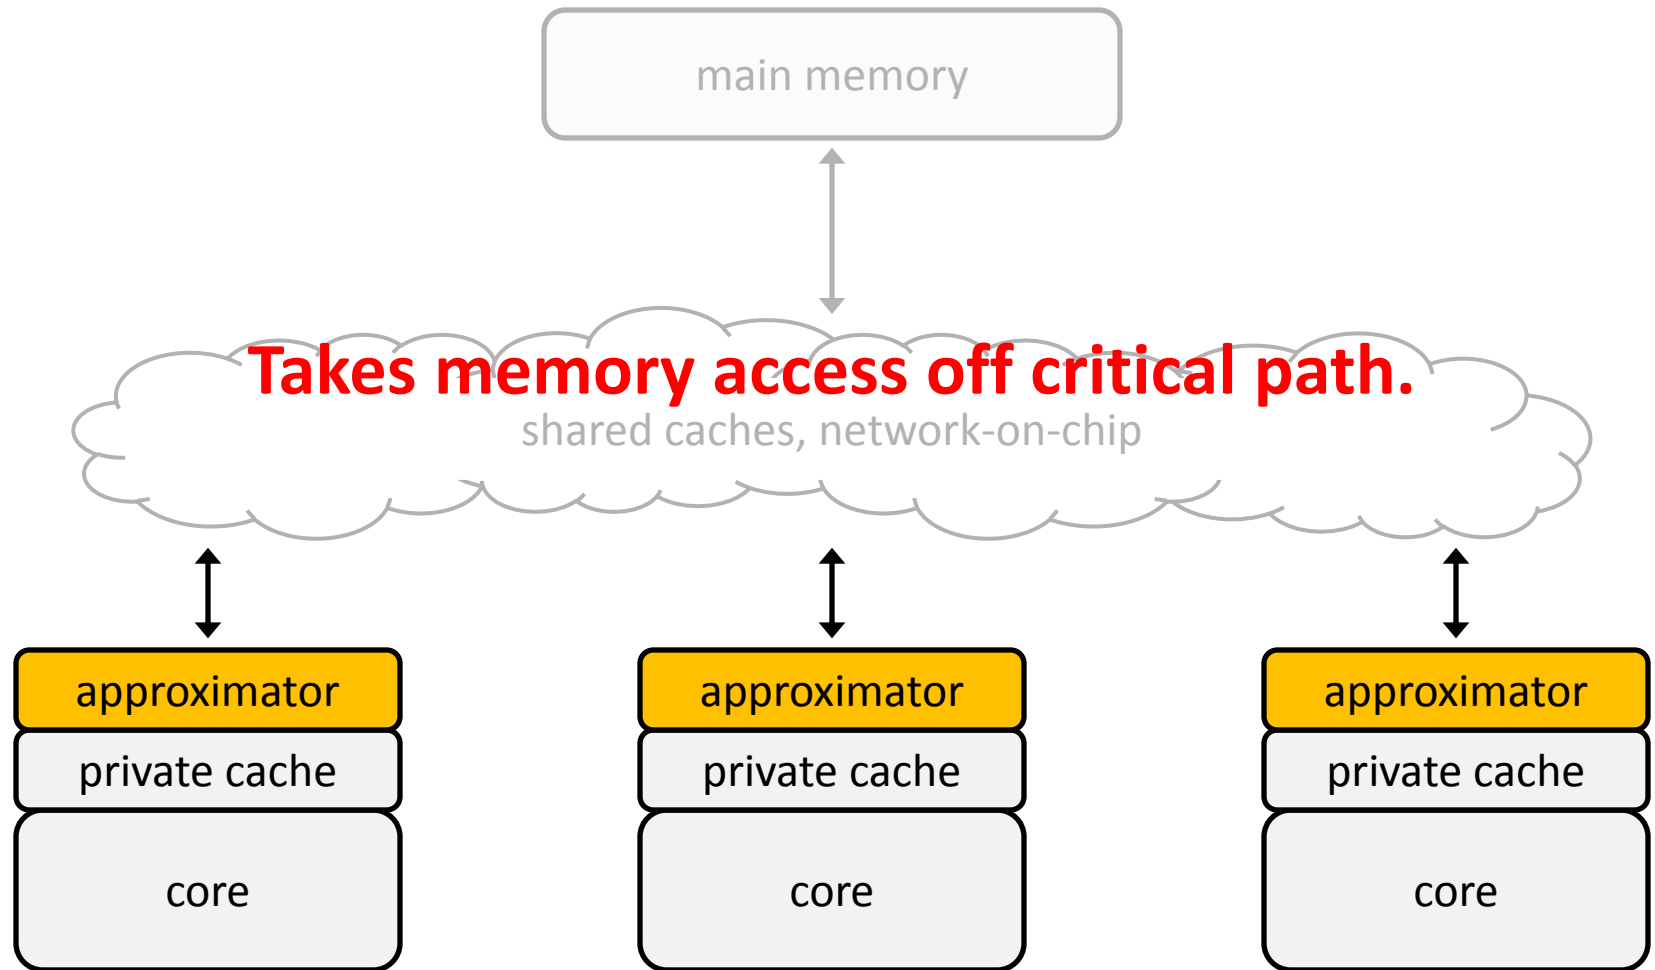 main memory
Takes memory access off critical path.
shared caches, network-on-chip
approximator
approximator
approximator
private cache
private cache
private cache
core
core
core